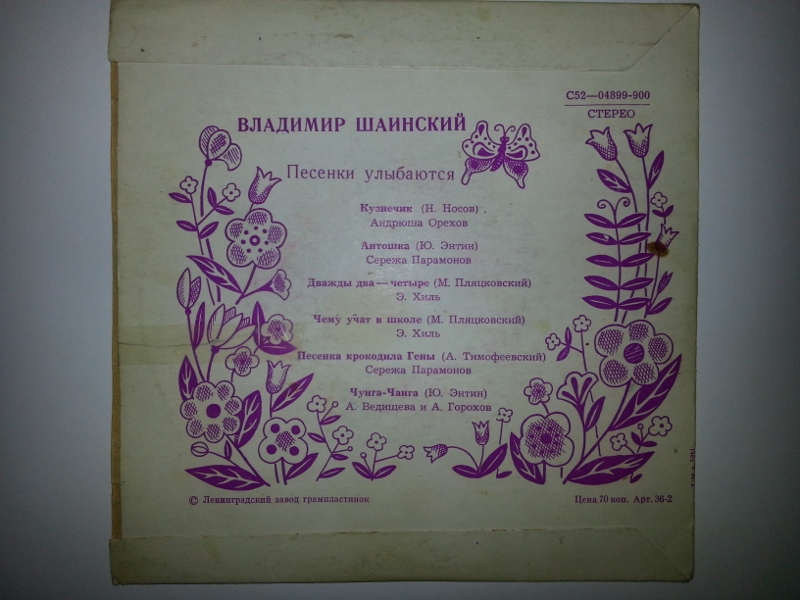 С52—04899-900
СТЕРЕО
ВЛАДИМИР ШАИНСКИЙ
Песенки улыбаются
Кузнечик (Н. Носов)
Андрюша Орехов
Антошка (Ю. Энтин)
Сережа Парамонов
Дважды два — четыре (М. Пляцковский)
Э. Хиль
Чему учат в школе (М. Пляцковский)
Э. Хиль
Песенка крокодила Гены (А. Тимофеевский)
Сережа Парамонов
Чунга-Чанга (Ю. Энтин)
А. Ведищева и А. Горохов
© Ленинградский завод грампластинок
Цена 70 коп. Арт. 36-2